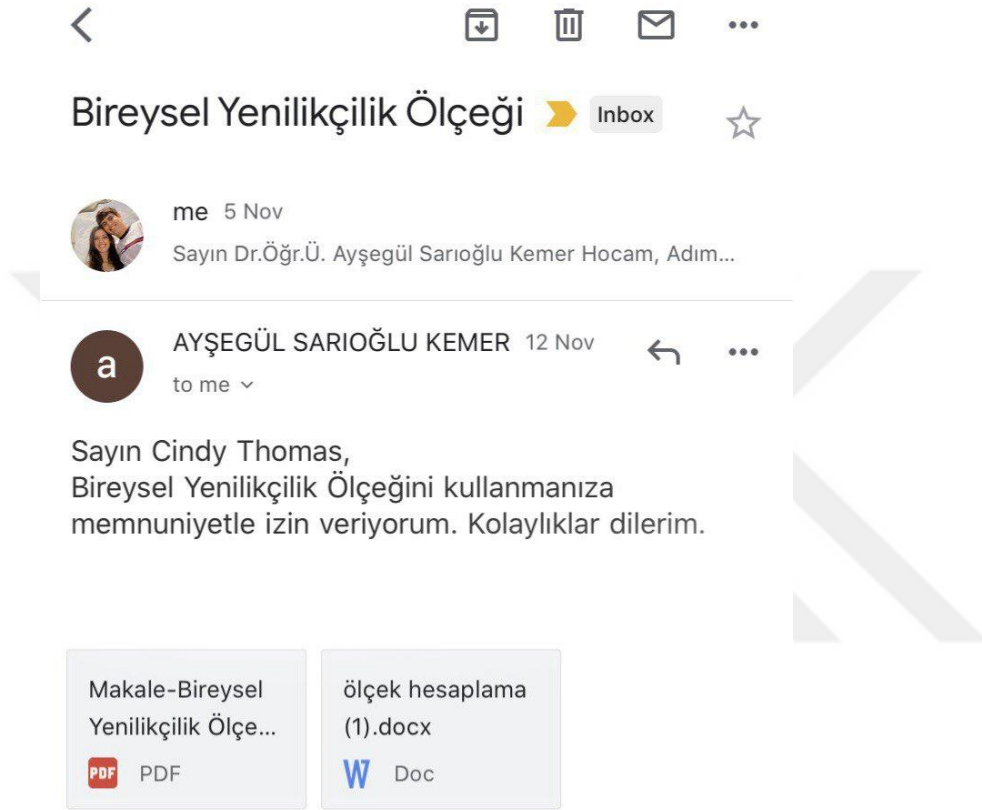 Bireysel Yenilikçilik Ölçeği Inbox
me 5 Nov
Sayın Dr.Öğr.Ü. Ayşegül Sarıoğlu Kemer Hocam, Adım...
a
AYŞEGÜL SARIOĞLU KEMER 12 Nov
to me
Sayın Cindy Thomas,
Bireysel Yenilikçilik Ölçeğini kullanmanıza
memnuniyetle izin veriyorum. Kolaylıklar dilerim.
Makale-Bireysel
Yenilikçilik Ölçe...
PDF PDF
ölçek hesaplama
(1).docx
W Doc